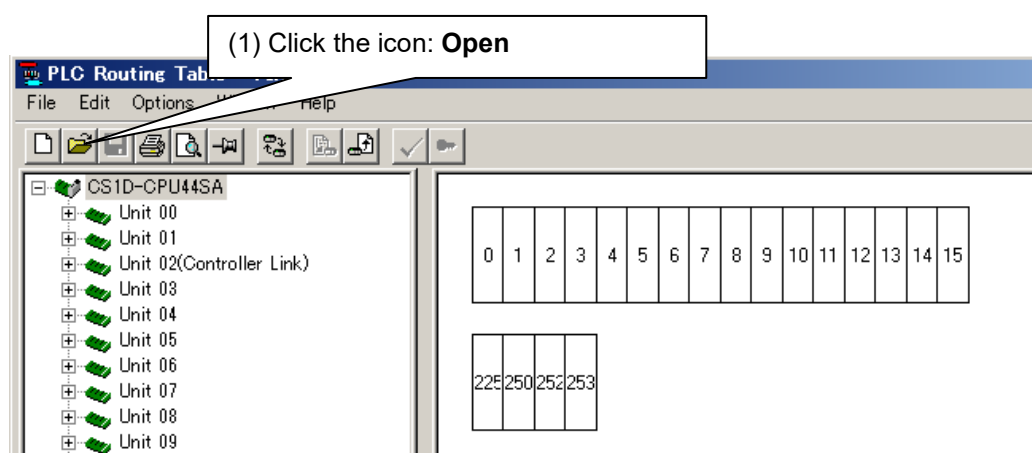 (1) Click the icon: Open
PLC Routing Tab
File Edit Options Help
CS1D-CPU44SA
Unit 00
Unit 01
Unit 02(Controller Link)
Unit 03
Unit 04
Unit 05
Unit 06
Unit 07
Unit 08
Unit 09
0 1 2 3 4 5 6 7 8 9 10 11 12 13 14 15
225 250 252 253